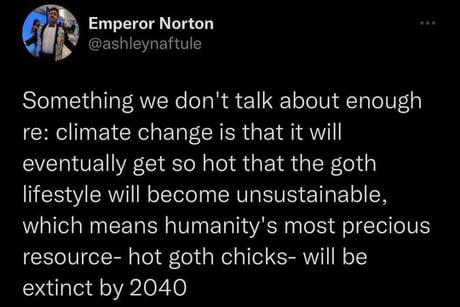 Emperor Norton
@ashleynaftule
Something we don't talk about enough
re: climate change is that it will
eventually get so hot that the goth
lifestyle will become unsustainable,
which means humanity's most precious
resource- hot goth chicks- will be
extinct by 2040